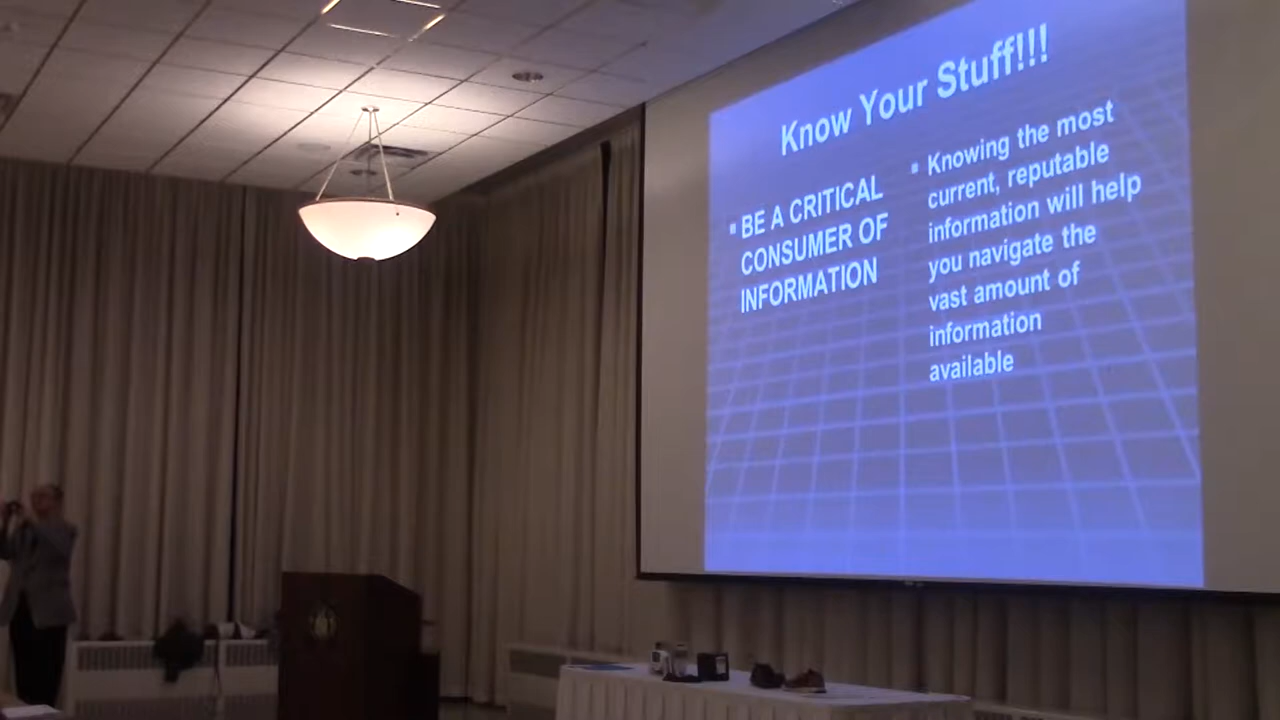 Know Your Stuff!!!
BE A CRITICAL
CONSUMER OF
INFORMATION
Knowing the most
current, reputable
information will help
you navigate the
vast amount of
information
available